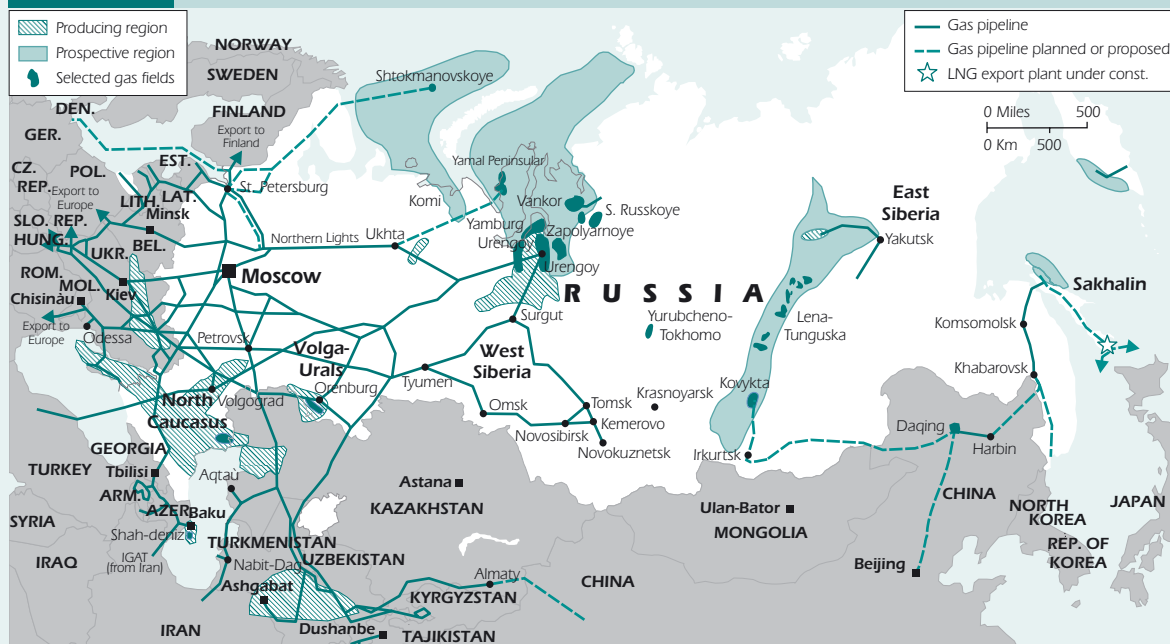 Producing region
Prospective region
Selected gas fields
Gas pipeline
Gas pipeline planned or proposed
LNG export plant under const.
0 Miles 500
0 Km 500
NORWAY
SWEDEN
FINLAND
Export to
Finland
DEN.
GER.
EST.
CZ.
REP.
POL.
LAT.
LITH.
Export to
Europe
Minsk
SLO. REP.
HUNG.
BEL.
UKR.
ROM.
MOL.
Kiev
Chisinau
Export to
Europe
Odessa
Shtokmanovskoye
St. Petersburg
Komi
Yamal Peninsular
Vankor
S. Russkoye
Yamburg
Zapolyarnoye
Urengoy
Urengoy
Northern Lights
Ukhta
Moscow
RUSSIA
East
Siberia
Yakutsk
Sakhalin
Surgut
Yurubcheno-
Tokhomo
Lena-
Tunguska
Komsomolsk
Khabarovsk
Petrovsk
Volga-
Urals
Orenburg
West
Siberia
Tyumen
Omsk
Tomsk
Krasnoyarsk
Kemerovo
Novosibirsk
Novokuznetsk
Kovykta
Irkurtsk
Daqing
Harbin
North
Caucasus
Volgograd
GEORGIA
TURKEY
Tbilisi
ARM.
AZER.
Baku
Aqtaù
Shah-deniz
IGAT
(from Iran)
SYRIA
IRAQ
IRAN
Astana
KAZAKHSTAN
Ulan-Bator
MONGOLIA
CHINA
NORTH
KOREA
JAPAN
REP. OF
KOREA
Beijing
TURKMENISTAN
UZBEKISTAN
Nabit-Dag
Ashgabat
Almaty
KYRGYZSTAN
CHINA
Dushanbe
TAJIKISTAN